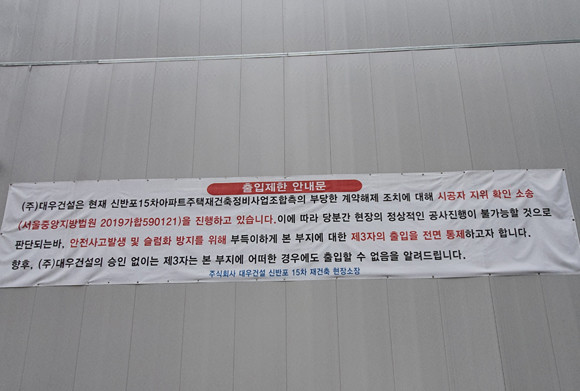 출입제한 안내문
(주)대우건설은 현재 신반포15차아파트주택재건축정비사업조합측의 부당한 계약해제 조치에 대해 시공자 지위 확인 소송
(서울중앙지방법원 2019가합590121)을 진행하고 있습니다.이에 따라 당분간 현장의 정상적인 공사진행이 불가능할 것으로
판단되는바, 안전사고발생 및 슬럼화 방지를 위해 부득이하게 본 부지에 대한 제3자의 출입을 전면 통제하고자 합니다.
향후, (주)대우건설의 승인 없이는 제3자는 본 부지에 어떠한 경우에도 출입할 수 없음을 알려드립니다.
주식회사 대우건설 신반포 15차 재건축 현장소장